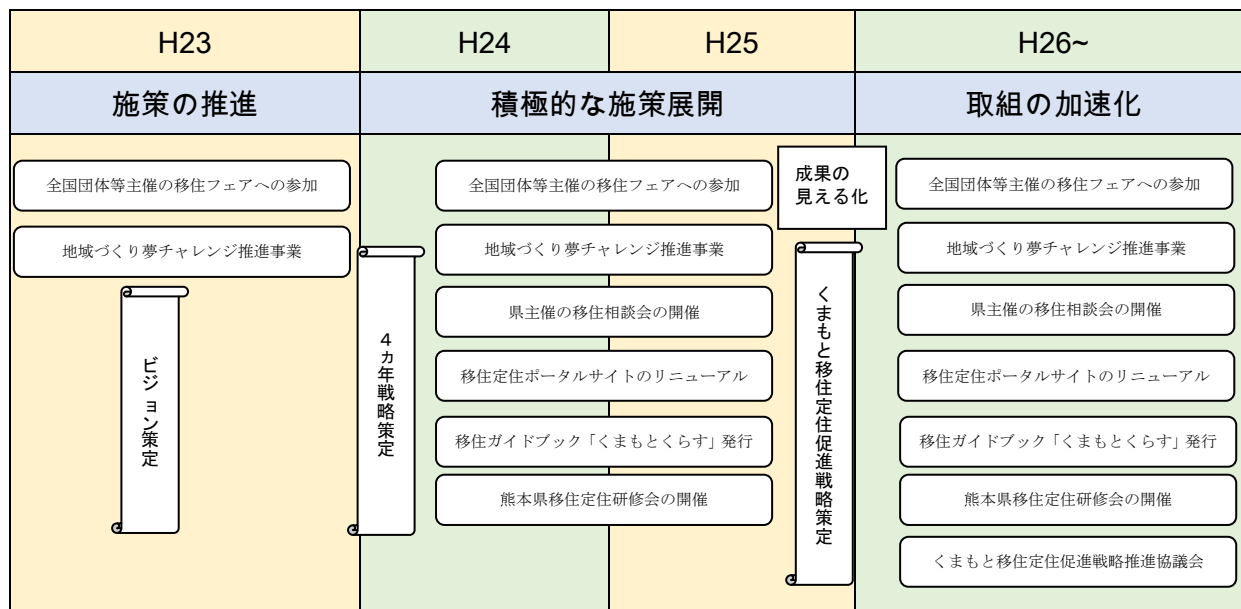 H23
H24
H25
H26~
施策の推進
積極的な施策展開
取組の加速化
全国団体等主催の移住フェアへの参加
地域づくり夢チャレンジ推進事業
ビジョン策定
4ヵ年戦略策定
全国団体等主催の移住フェアへの参加
地域づくり夢チャレンジ推進事業
県主催の移住相談会の開催
移住定住ポータルサイトのリニューアル
移住ガイドブック「くまもとくらす」発行
熊本県移住定住研修会の開催
成果の
見える化
くまもと移住定住促進戦略策定
全国団体等主催の移住フェアへの参加
地域づくり夢チャレンジ推進事業
県主催の移住相談会の開催
移住定住ポータルサイトのリニューアル
移住ガイドブック「くまもとくらす」発行
熊本県移住定住研修会の開催
くまもと移住定住促進戦略推進協議会